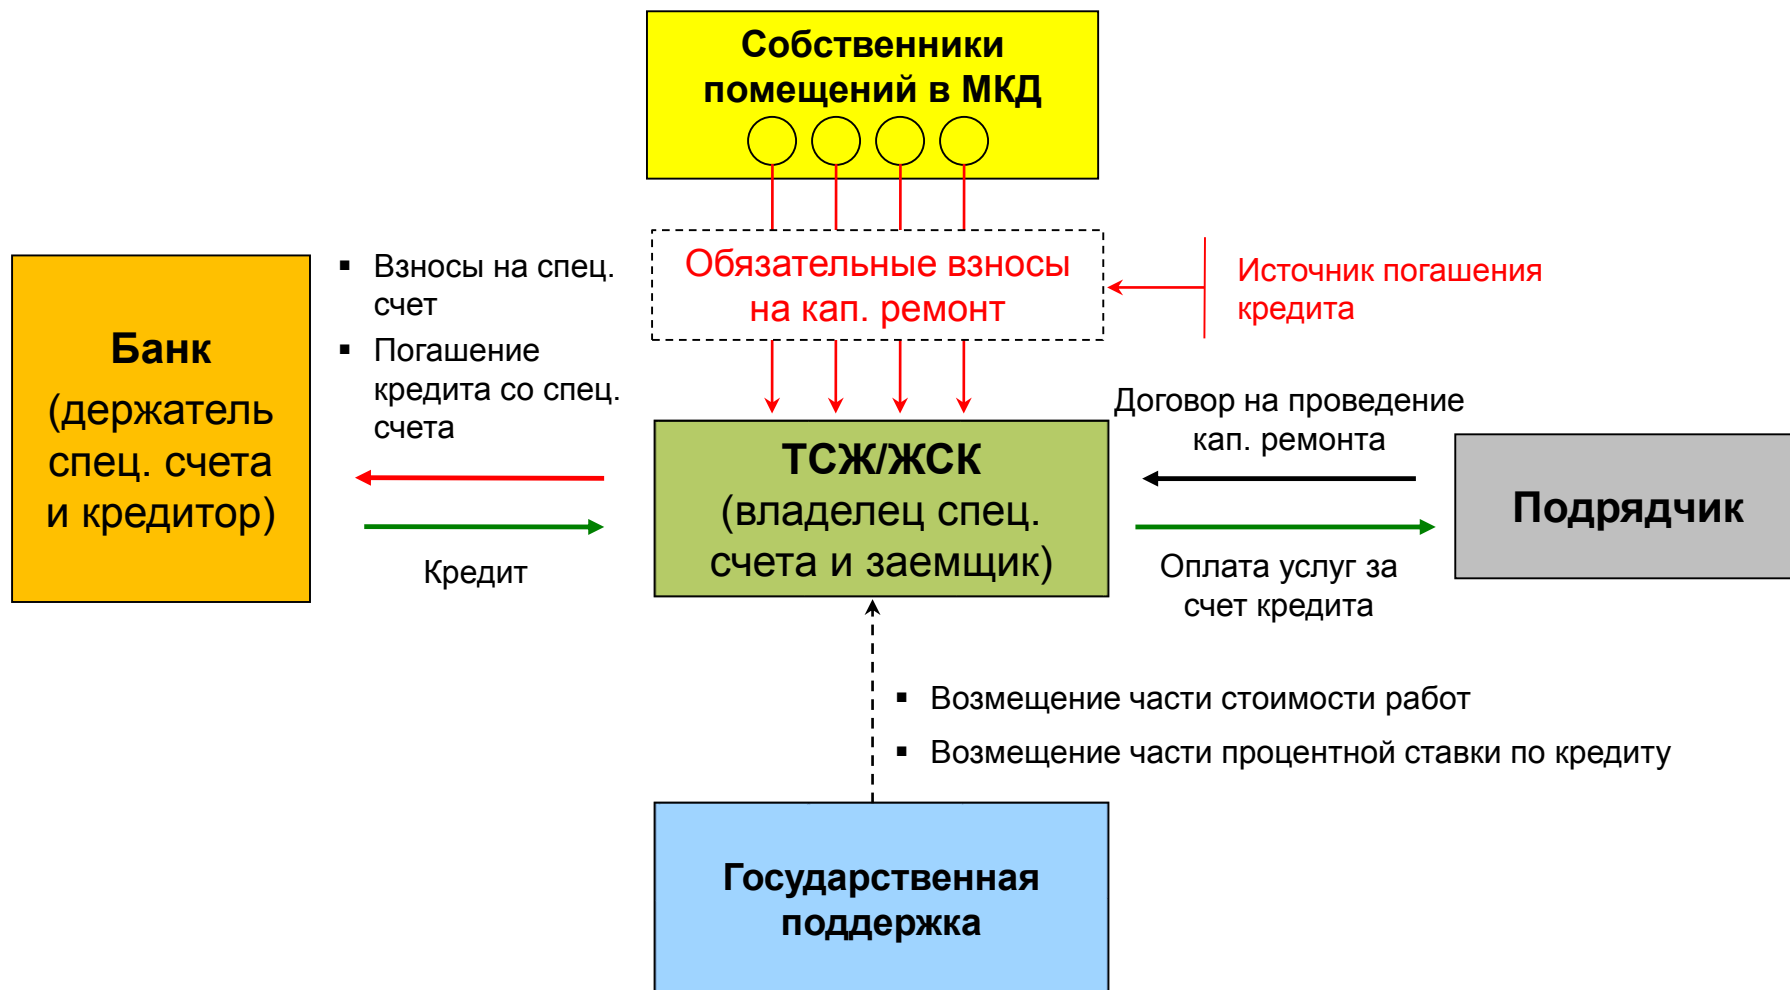 Собственники
помещений в МКД
Обязательные взносы
на кап. ремонт
Источник погашения
кредита
▪ Взносы на спец.
счет
▪ Погашение
кредита со спец.
счета
Банк
(держатель
спец. счета
и кредитор)
Кредит
ТСЖ/ЖСК
(владелец спец.
счета и заемщик)
Договор на проведение
кап. ремонта
Подрядчик
Оплата услуг за
счет кредита
▪ Возмещение части стоимости работ
▪ Возмещение части процентной ставки по кредиту
Государственная
поддержка